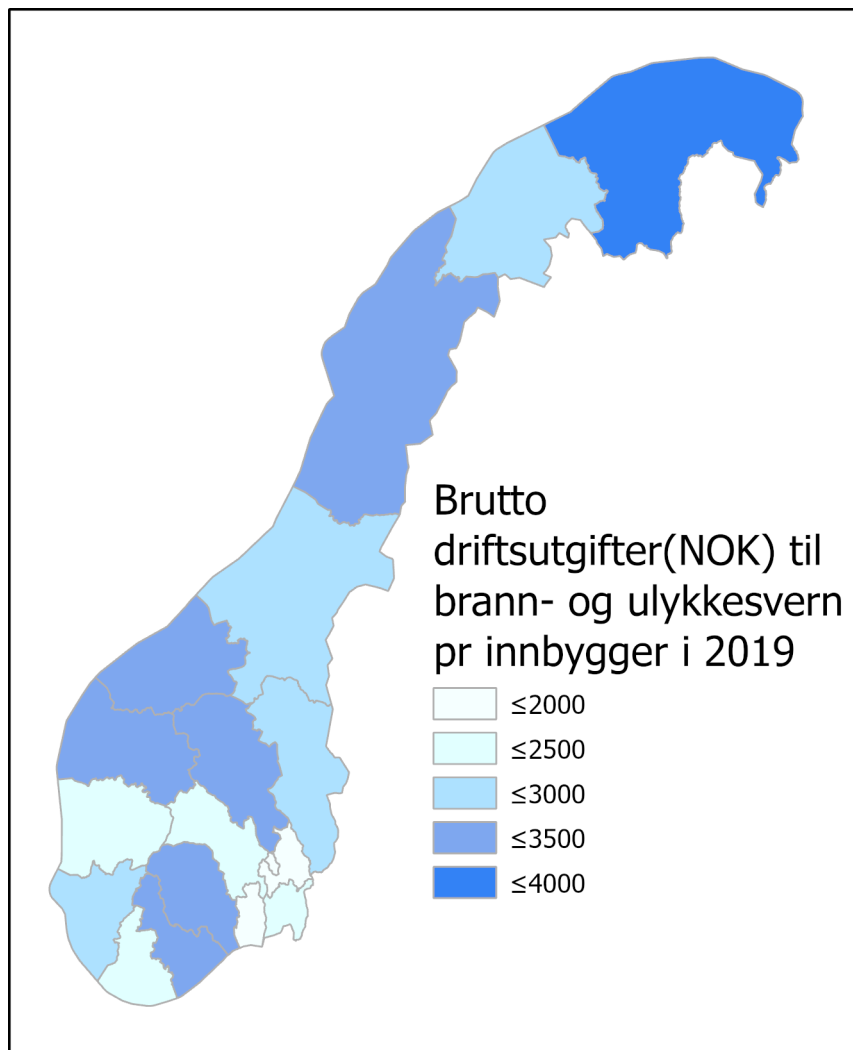 Brutto
driftsutgifter(NOK) til
brann- og ulykkesvern
pr innbygger i 2019
≤2000
≤2500
≤3000
≤3500
≤4000